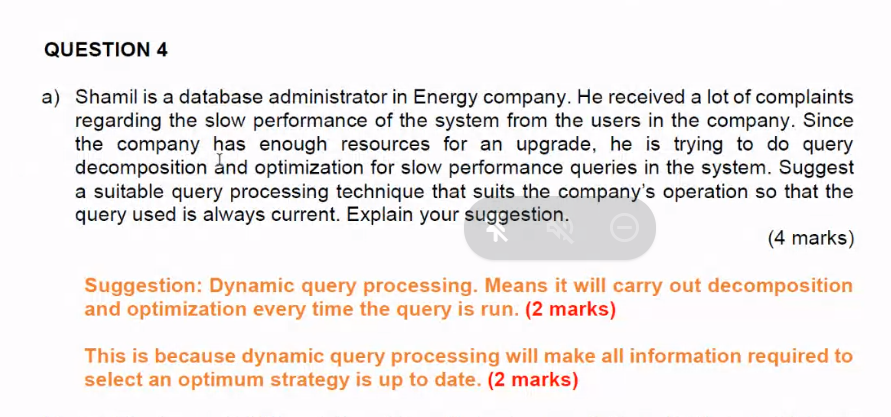 QUESTION 4
a) Shamil is a database administrator in Energy company. He received a lot of complaints
regarding the slow performance of the system from the users in the company. Since
the company has enough resources for an upgrade, he is trying to do query
decomposition and optimization for slow performance queries in the system. Suggest
a suitable query processing technique that suits the company's operation so that the
query used is always current. Explain your suggestion.
(4 marks)
Suggestion: Dynamic query processing. Means it will carry out decomposition
and optimization every time the query is run. (2 marks)
This is because dynamic query processing will make all information required to
select an optimum strategy is up to date. (2 marks)